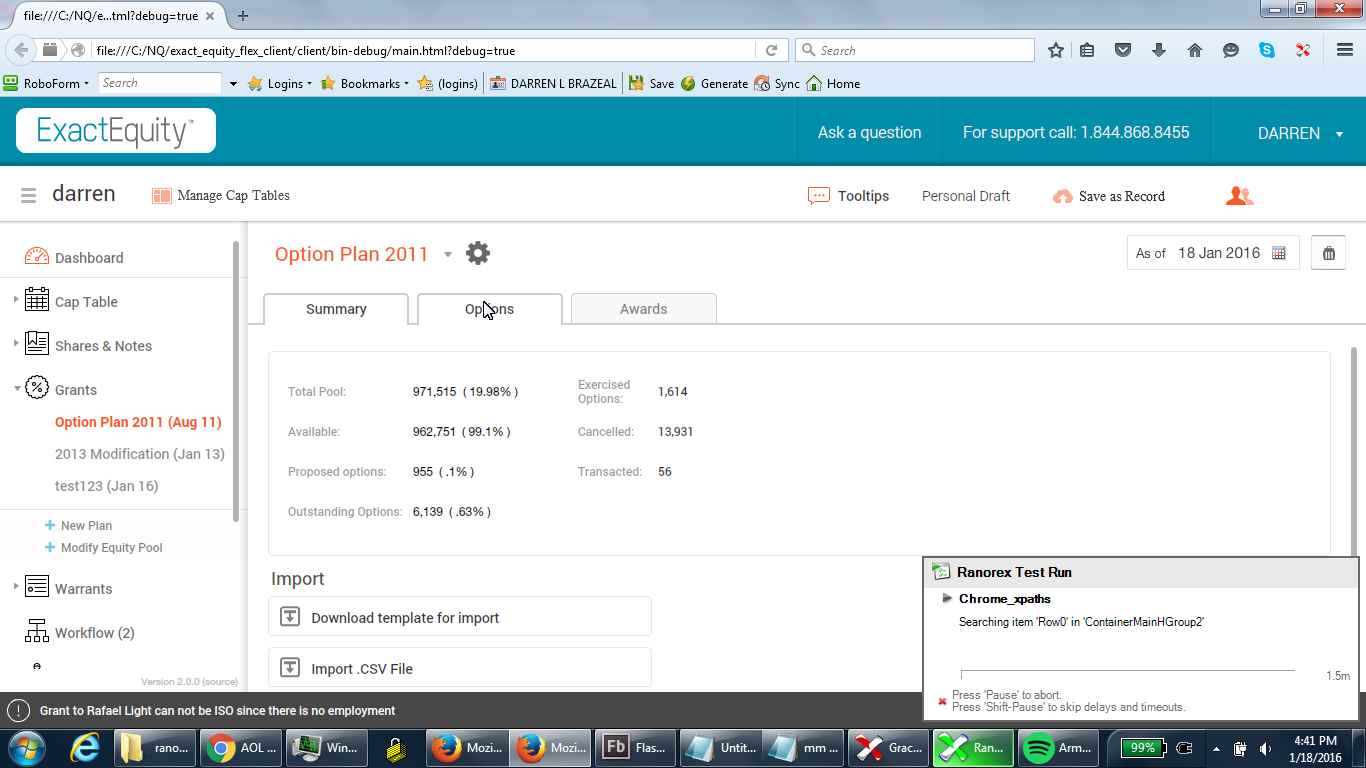 file:///C:/NQ/e...tml?debug=true
file:///C:/NQ/exact_equity_flex_client/client/bin-debug/main.html?debug=true
Search
RoboForm Search Logins Bookmarks (logins) DARREN L BRAZEAL Save Generate Sync Home
ExactEquity™ Ask a question For support call: 1.844.868.8455 DARREN
darren Manage Cap Tables Tooltips Personal Draft Save as Record
Dashboard
Cap Table
Shares & Notes
Grants
Option Plan 2011 (Aug 11)
2013 Modification (Jan 13)
test123 (Jan 16)
+ New Plan
+ Modify Equity Pool
Warrants
Workflow (2)
Version 2.0.0 (source)
Option Plan 2011 As of 18 Jan 2016
Summary Options Awards
Total Pool: 971,515 ( 19.98% ) Exercised Options: 1,614
Available: 962,751 ( 99.1% ) Cancelled: 13,931
Proposed options: 955 ( .1% ) Transacted: 56
Outstanding Options: 6,139 ( .63% )
Import
Download template for import
Import .CSV File
Ranorex Test Run
Chrome_xpaths
Searching item 'Row0' in 'ContainerMainHGroup2'
1.5m
Press 'Pause' to abort.
Press 'Shift-Pause' to skip delays and timeouts.
Grant to Rafael Light can not be ISO since there is no employment
rano... AOL ... Win... Mozi... Mozi... Fb Flas... Untit... mm ... Grac... Ran... Arm... 99% 4:41 PM
1/18/2016